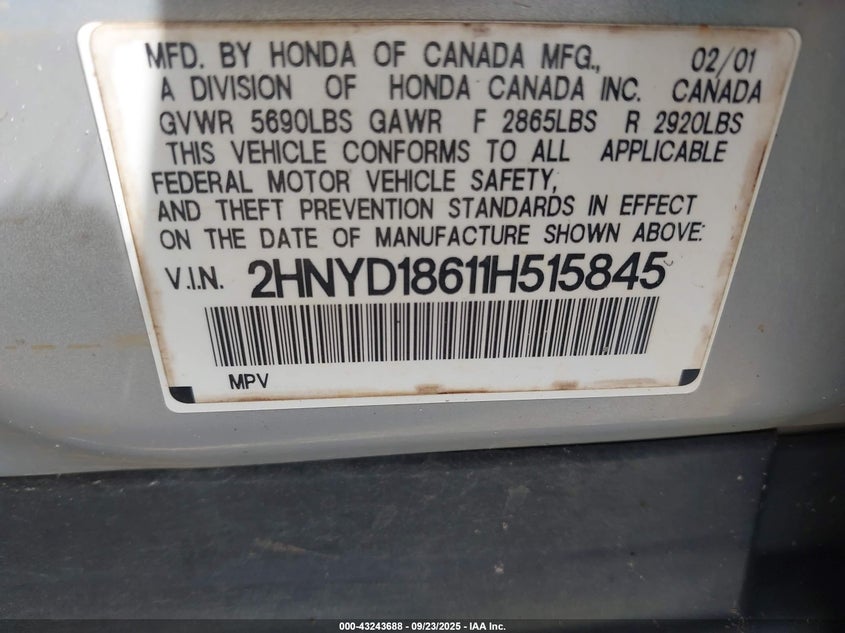 MFD. BY HONDA OF CANADA MFG., 02/01
A DIVISION OF HONDA CANADA INC. CANADA
GVWR 5690LBS GAWR F 2865LBS R 2920LBS
THIS VEHICLE CONFORMS TO ALL APPLICABLE
FEDERAL MOTOR VEHICLE SAFETY,
AND THEFT PREVENTION STANDARDS IN EFFECT
ON THE DATE OF MANUFACTURE SHOWN ABOVE:
V.I.N. 2HNYD18611H515845
MPV
000-43243688 - 09/23/2025 - IAA Inc.